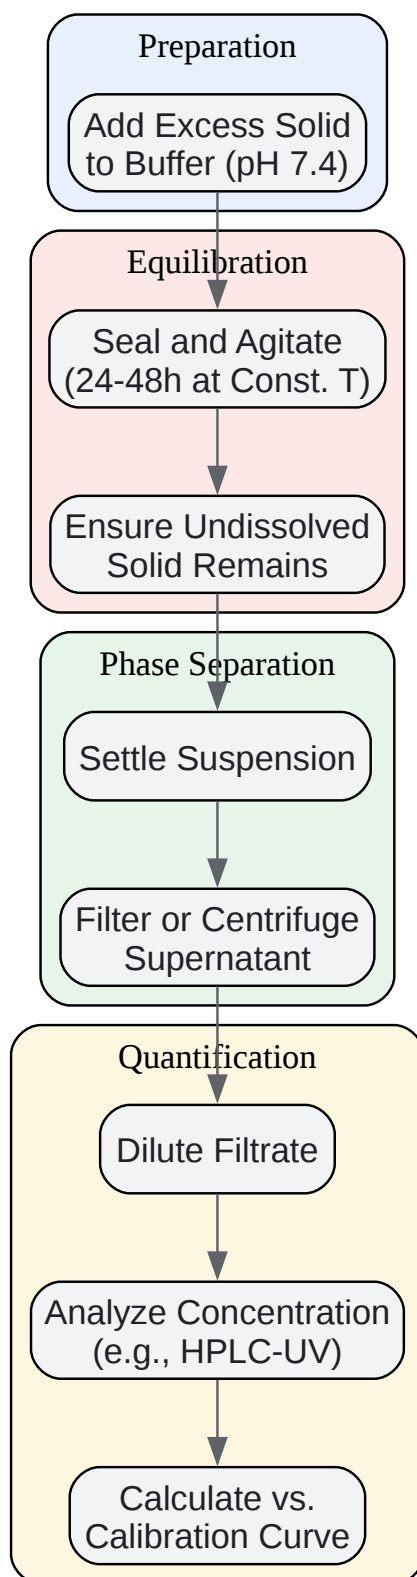 Preparation
Add Excess Solid
to Buffer (pH 7.4)
Equilibration
Seal and Agitate
(24-48h at Const. T)
Ensure Undissolved
Solid Remains
Phase Separation
Settle Suspension
Filter or Centrifuge
Supernatant
Quantification
Dilute Filtrate
Analyze Concentration
(e.g., HPLC-UV)
Calculate vs.
Calibration Curve